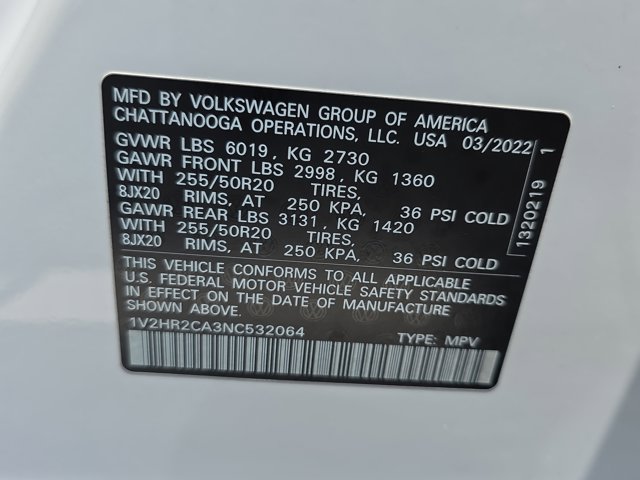 MFD BY VOLKSWAGEN GROUP OF AMERICA
CHATTANOOGA OPERATIONS, LLC. USA 03/2022
GVWR LBS 6019, KG 2730
GAWR FRONT LBS 2998, KG 1360
WITH 255/50R20 TIRES,
8JX20 RIMS, AT 250 KPA, 36 PSI COLD
GAWR REAR LBS 3131, KG 1420
WITH 255/50R20 TIRES,
8JX20 RIMS, AT 250 KPA, 36 PSI COLD
THIS VEHICLE CONFORMS TO ALL APPLICABLE
U.S. FEDERAL MOTOR VEHICLE SAFETY STANDARDS
IN EFFECT ON THE DATE OF MANUFACTURE
SHOWN ABOVE.
1V2HR2CA3NC532064 TYPE: MPV
1320219 1